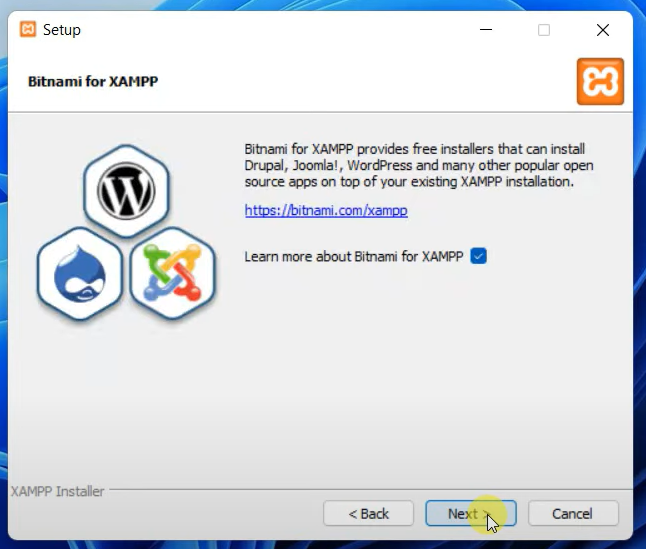 Setup
Bitnami for XAMPP
Bitnami for XAMPP provides free installers that can install
Drupal, Joomla!, WordPress and many other popular open
source apps on top of your existing XAMPP installation.
https://bitnami.com/xampp
Learn more about Bitnami for XAMPP
XAMPP Installer
< Back
Next >
Cancel